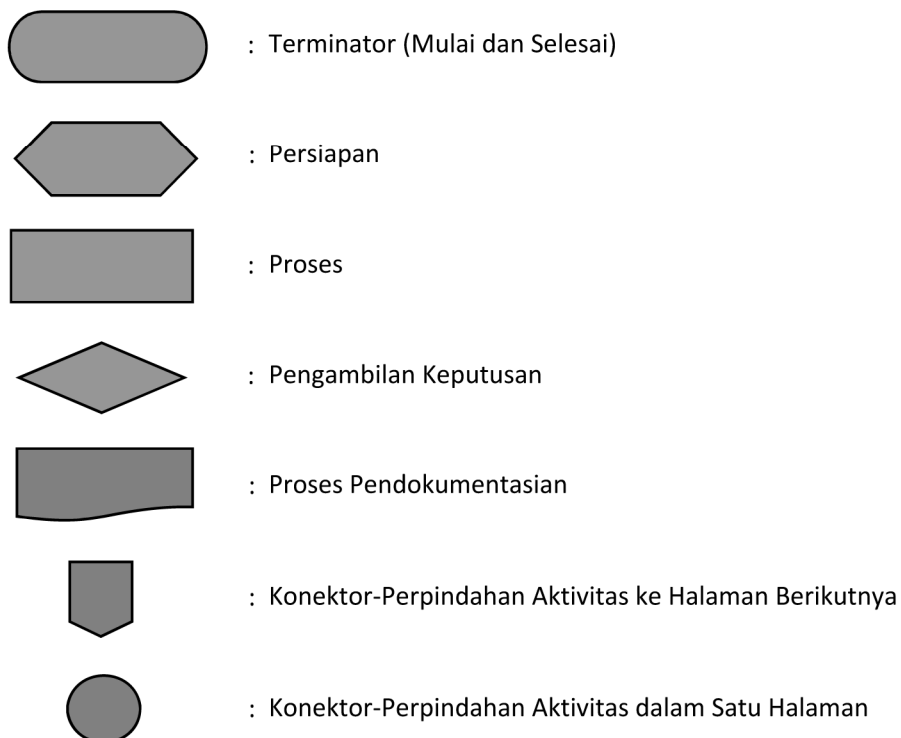 : Terminator (Mulai dan Selesai)
: Persiapan
: Proses
: Pengambilan Keputusan
: Proses Pendokumentasian
: Konektor-Perpindahan Aktivitas ke Halaman Berikutnya
: Konektor-Perpindahan Aktivitas dalam Satu Halaman